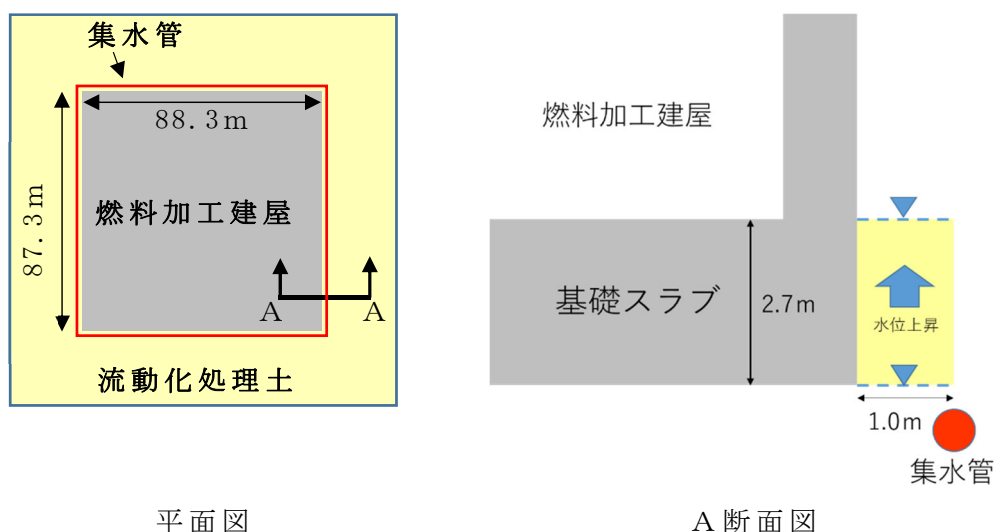 集水管
88.3m
87.3m
燃料加工建屋
A A
流動化処理土
平面図
燃料加工建屋
基礎スラブ
2.7m
水位上昇
1.0m
集水管
A断面図